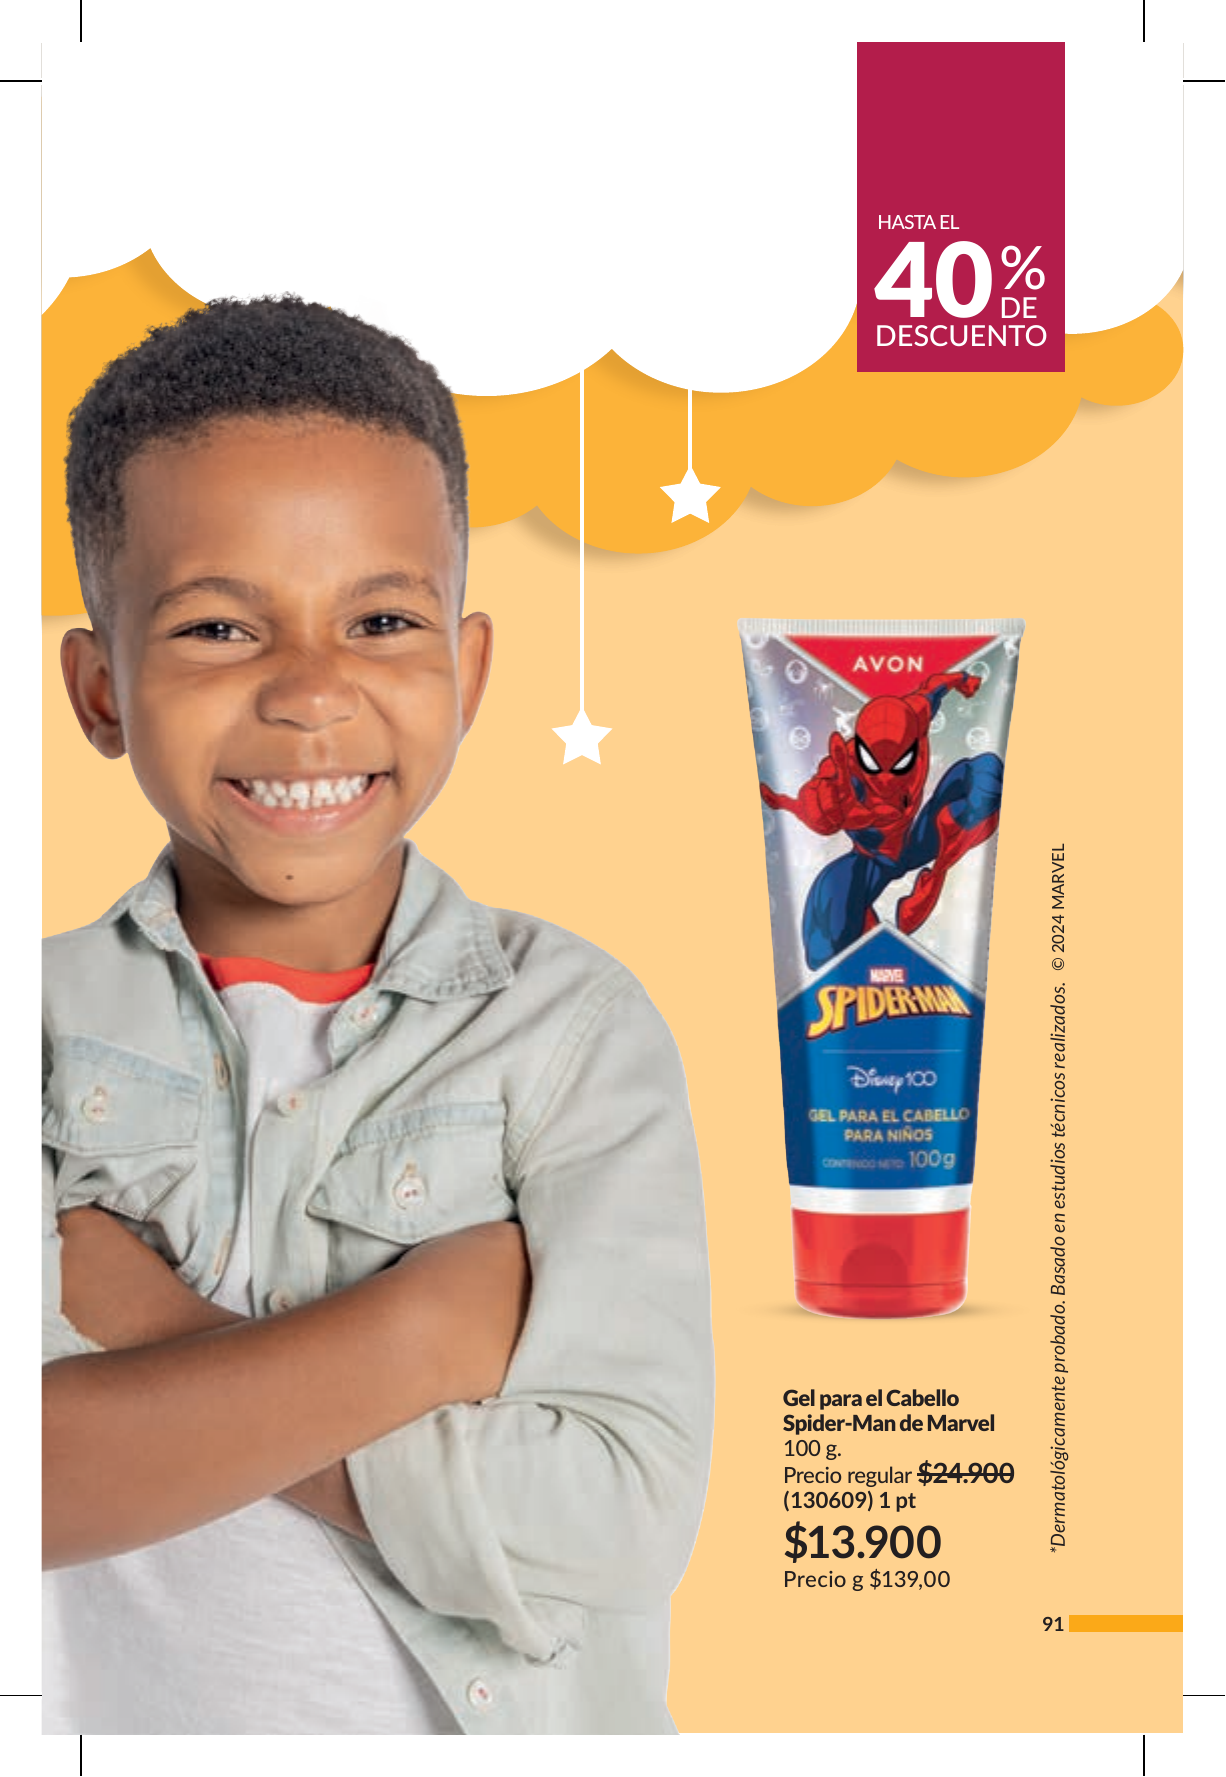 HASTA EL
40%
DE
DESCUENTO
AVON
MARVEL
SPIDER-MAN
Disney 100
GEL PARA EL CABELLO
PARA NIÑOS
CONTENIDO NETO: 100g
Gel para el Cabello
Spider-Man de Marvel
100 g.
Precio regular $24.900
(130609) 1 pt
$13.900
Precio g $139,00
*Dermatológicamente probado. Basado en estudios técnicos realizados. © 2024 MARVEL
91